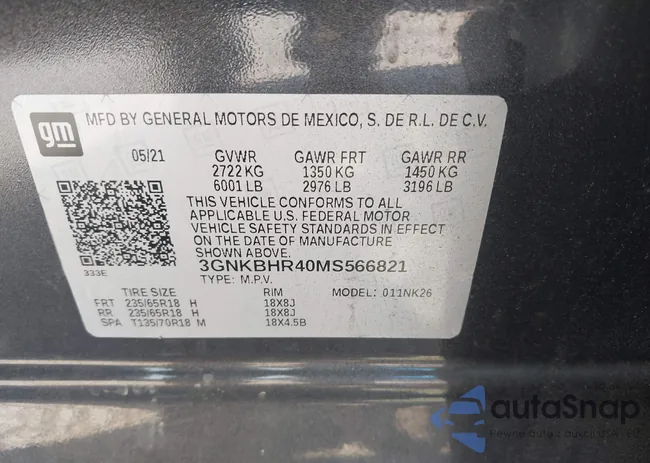 gm
MFD BY GENERAL MOTORS DE MEXICO, S. DE R.L. DE C.V.
05/21 GVWR GAWR FRT GAWR RR
2722 KG 1350 KG 1450 KG
6001 LB 2976 LB 3196 LB
THIS VEHICLE CONFORMS TO ALL
APPLICABLE U.S. FEDERAL MOTOR
VEHICLE SAFETY STANDARDS IN EFFECT
ON THE DATE OF MANUFACTURE
SHOWN ABOVE.
333E
3GNKBHR40MS566821
TYPE: M.P.V.
TIRE SIZE RIM MODEL: 011NK26
FRT 235/65R18 H 18X8J
RR 235/65R18 H 18X8J
SPA T135/70R18 M 18X4.5B
autaSnap